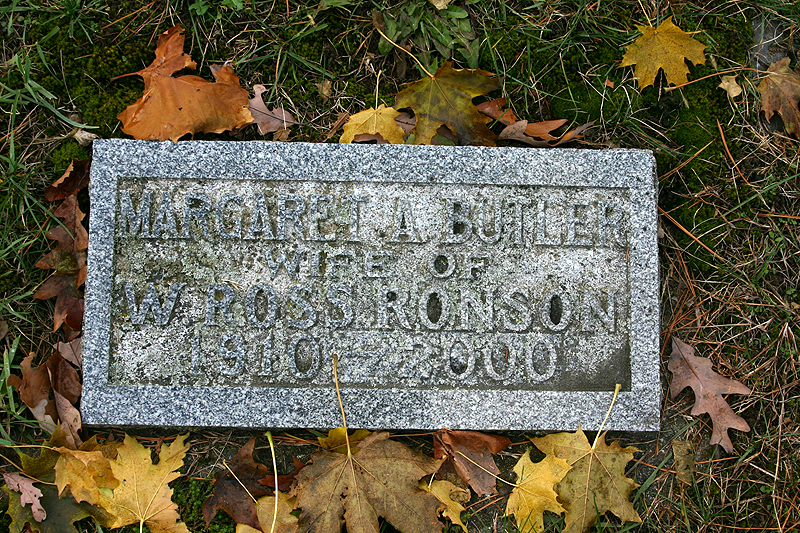 MARGARET A. BUTLER
WIFE OF
W. ROSS RONSON
1910 – 2000